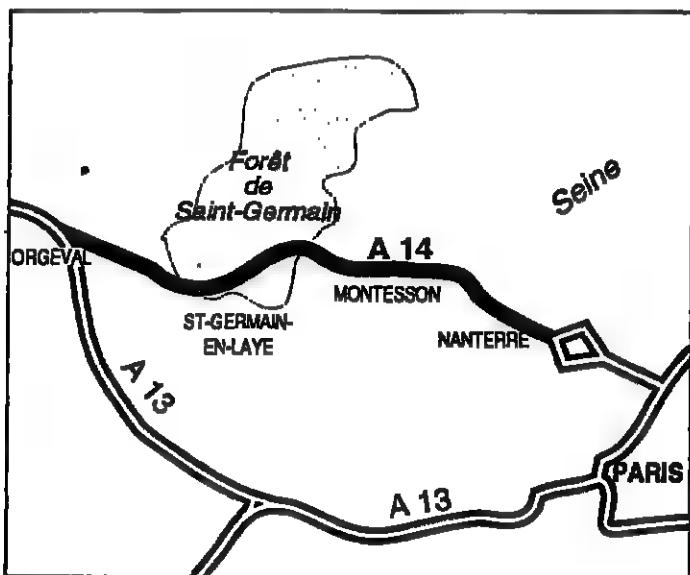 Forêt
de
Saint-Germain
Seine
ORGEVAL
A 14
MONTESSON
ST-GERMAIN-
EN-LAYE
NANTERRE
A 13
PARIS
A 13